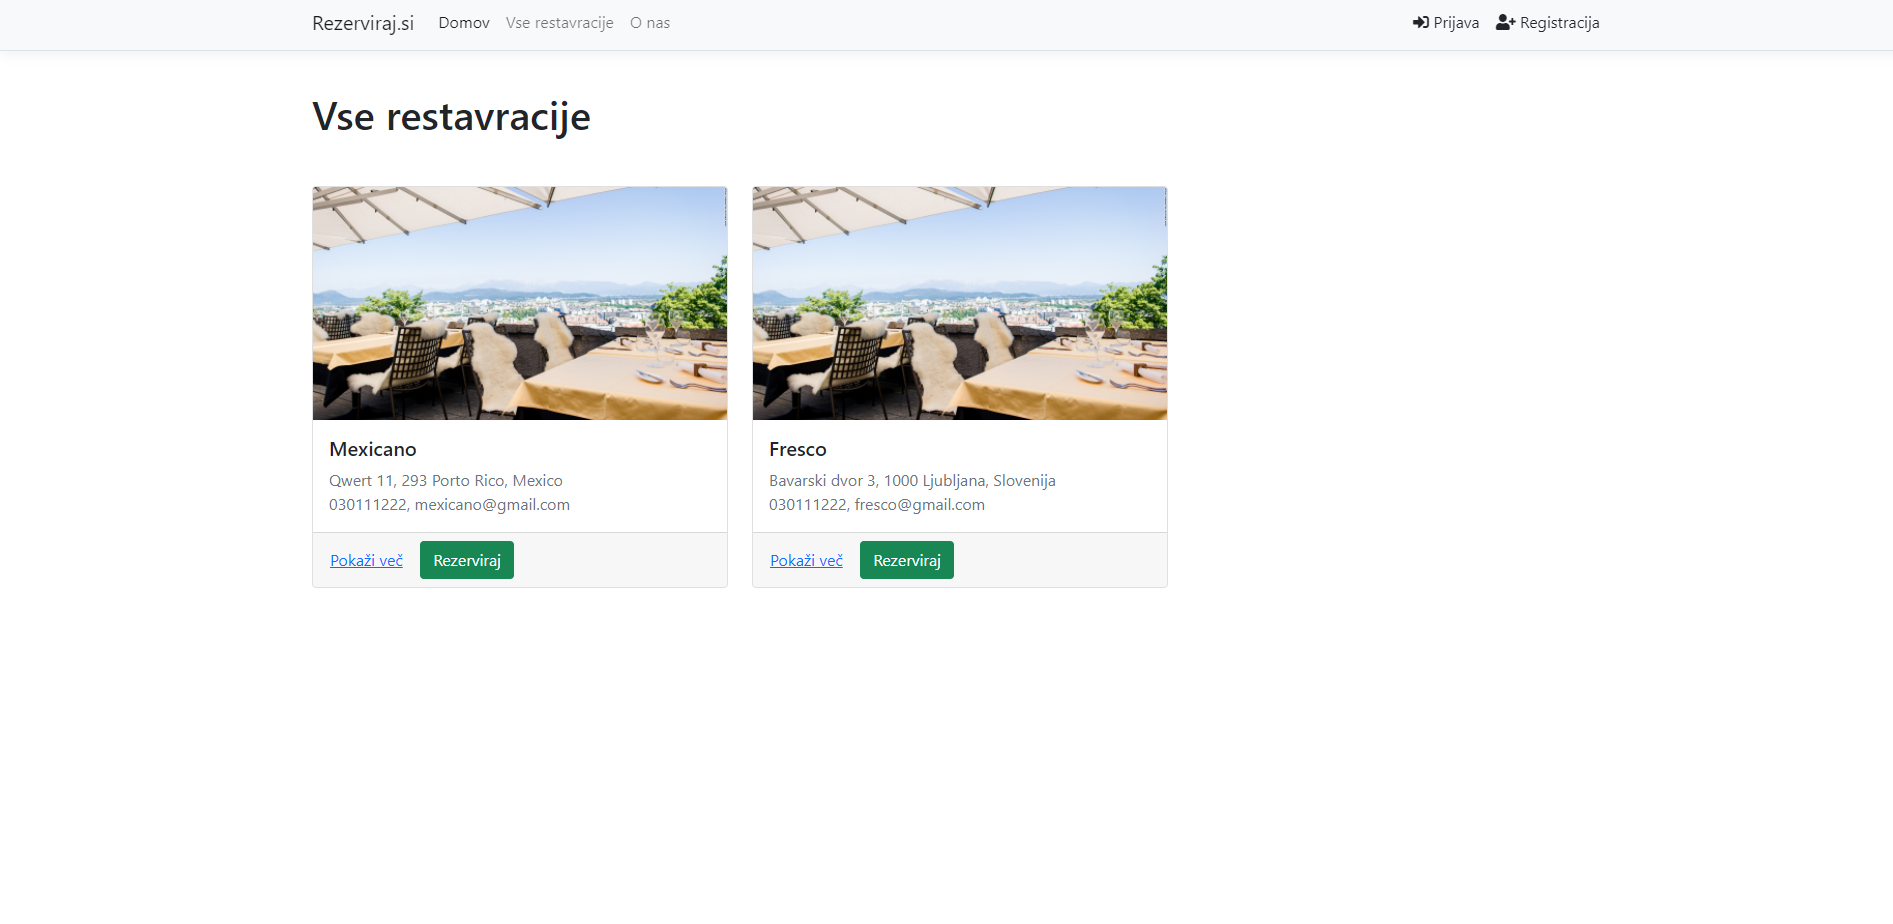 Rezerviraj.si Domov Vse restavracije O nas Prijava Registracija
Vse restavracije
Mexicano
Qwert 11, 293 Porto Rico, Mexico
030111222, mexicano@gmail.com
Pokaži več Rezerviraj
Fresco
Bavarski dvor 3, 1000 Ljubljana, Slovenija
030111222, fresco@gmail.com
Pokaži več Rezerviraj